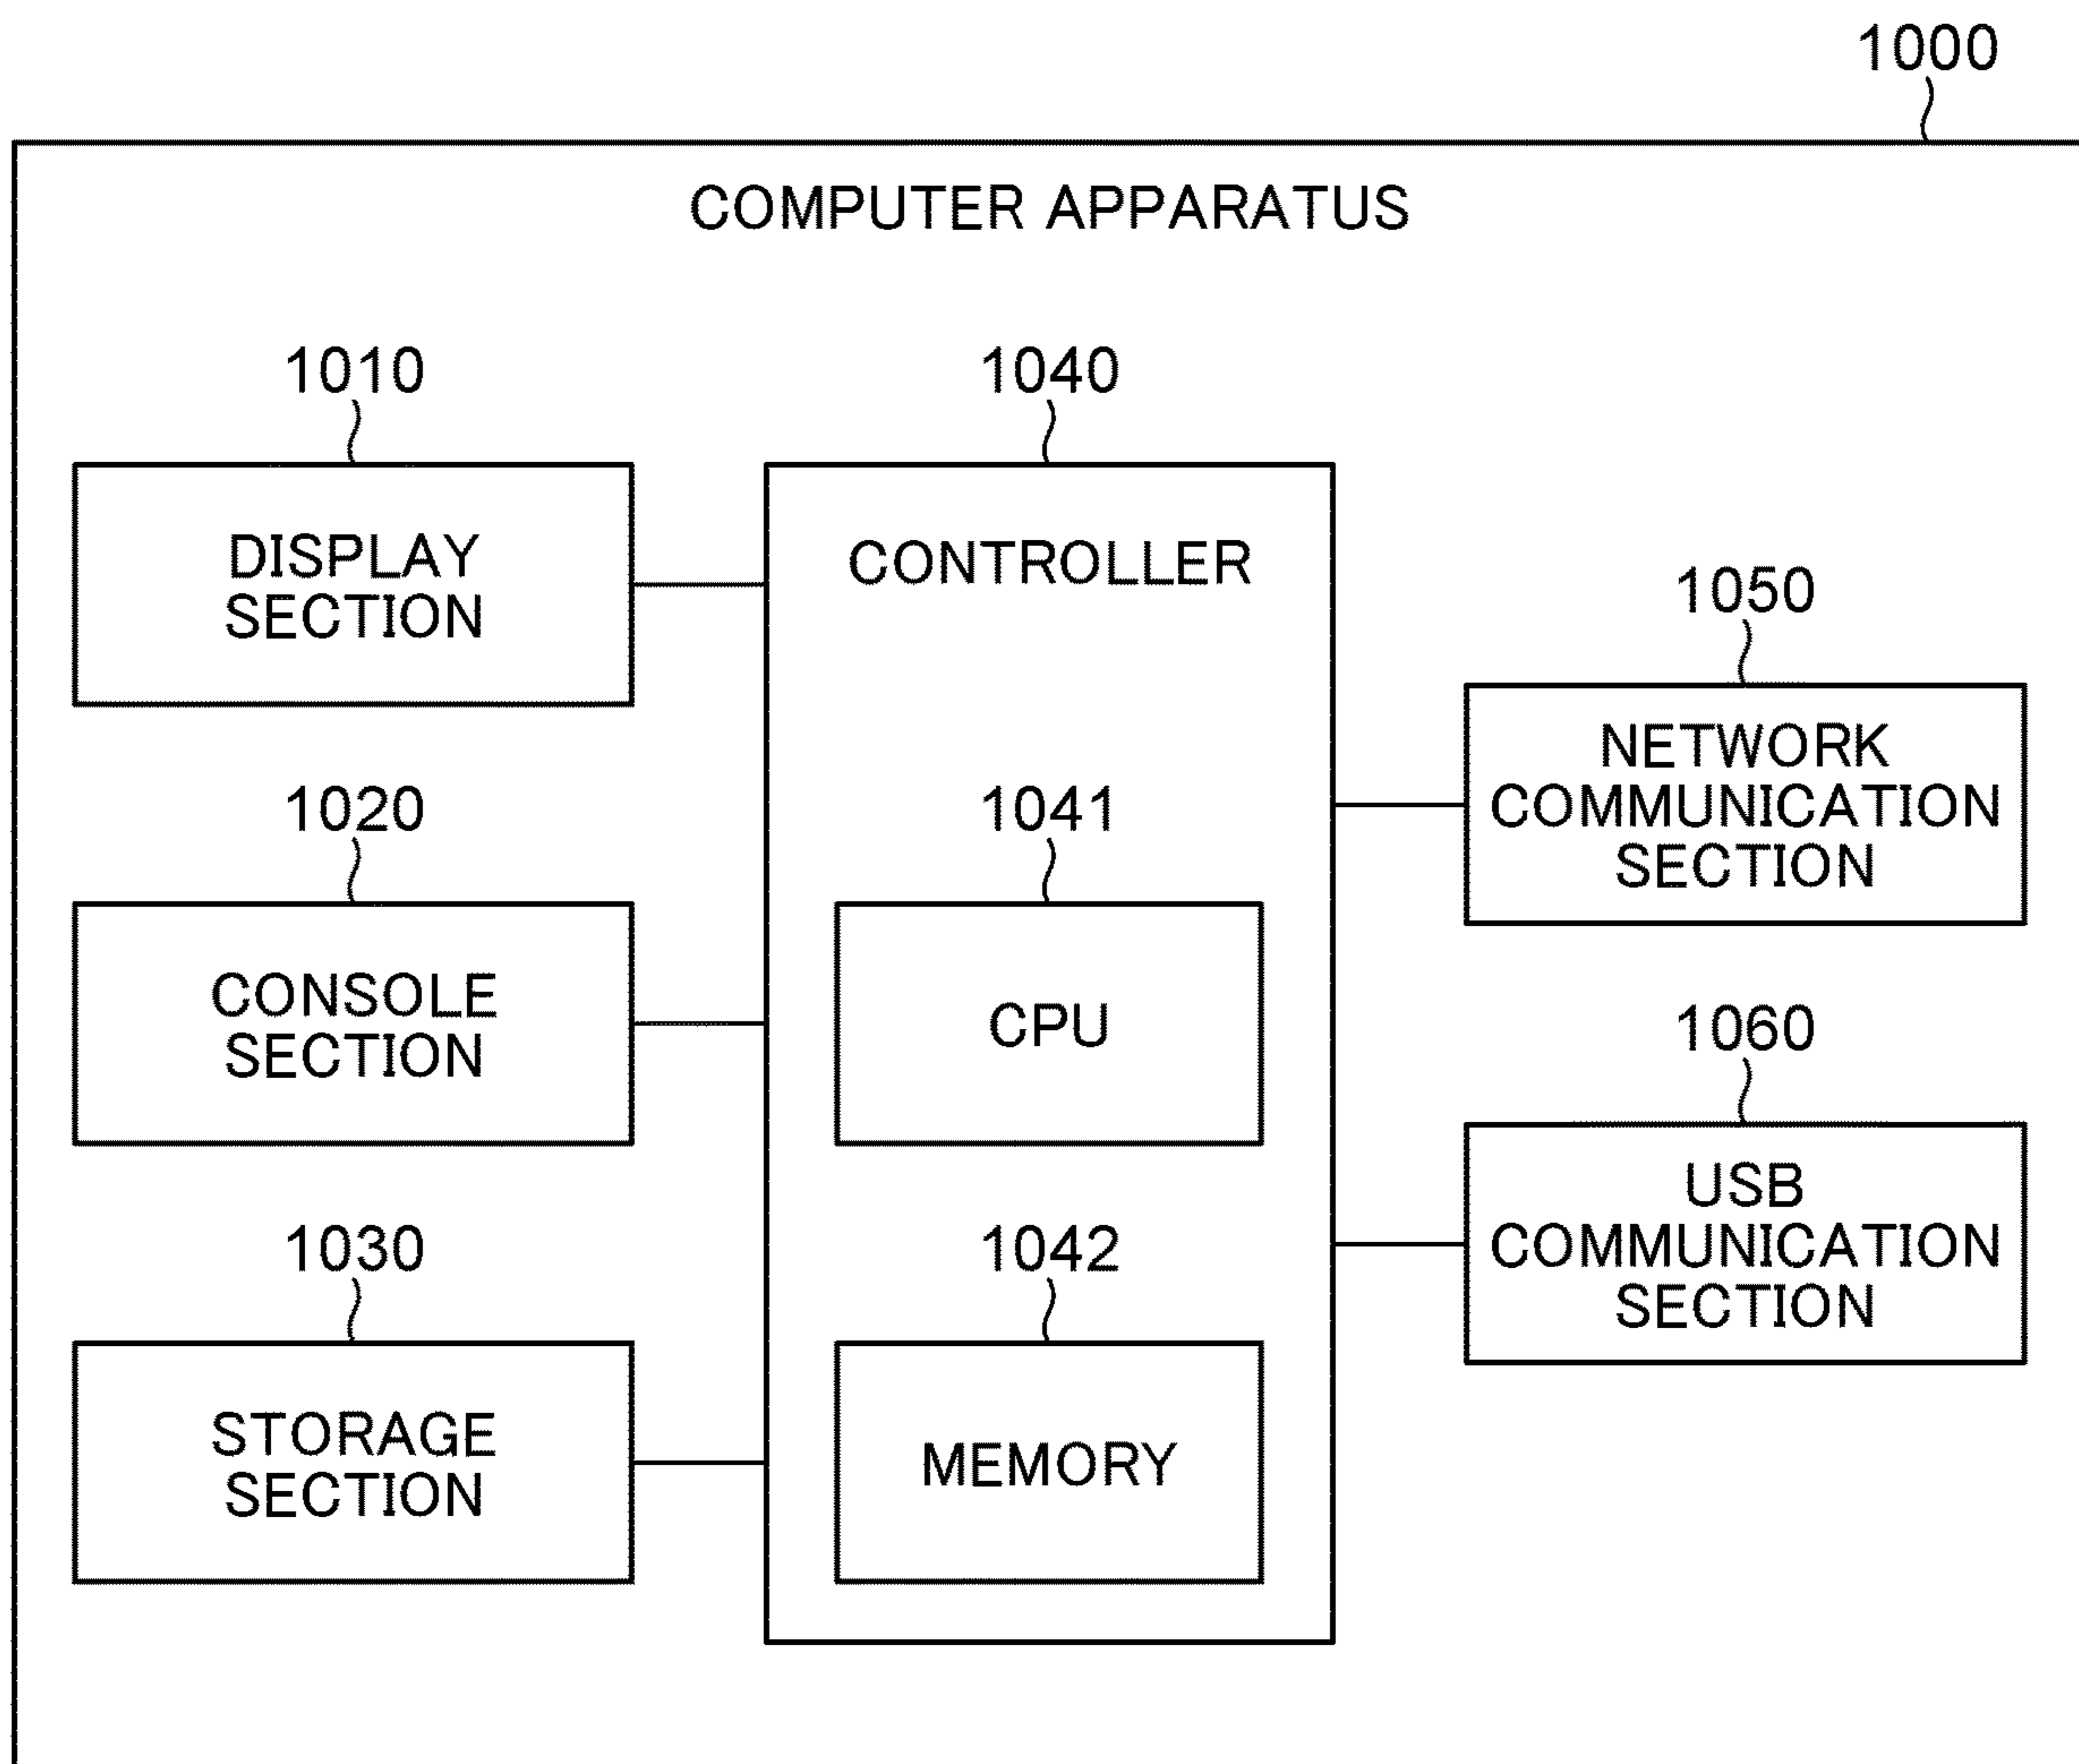 1000
COMPUTER APPARATUS
1010
DISPLAY
SECTION
1020
CONSOLE
SECTION
1030
STORAGE
SECTION
1040
CONTROLLER
1041
CPU
1042
MEMORY
1050
NETWORK
COMMUNICATION
SECTION
1060
USB
COMMUNICATION
SECTION